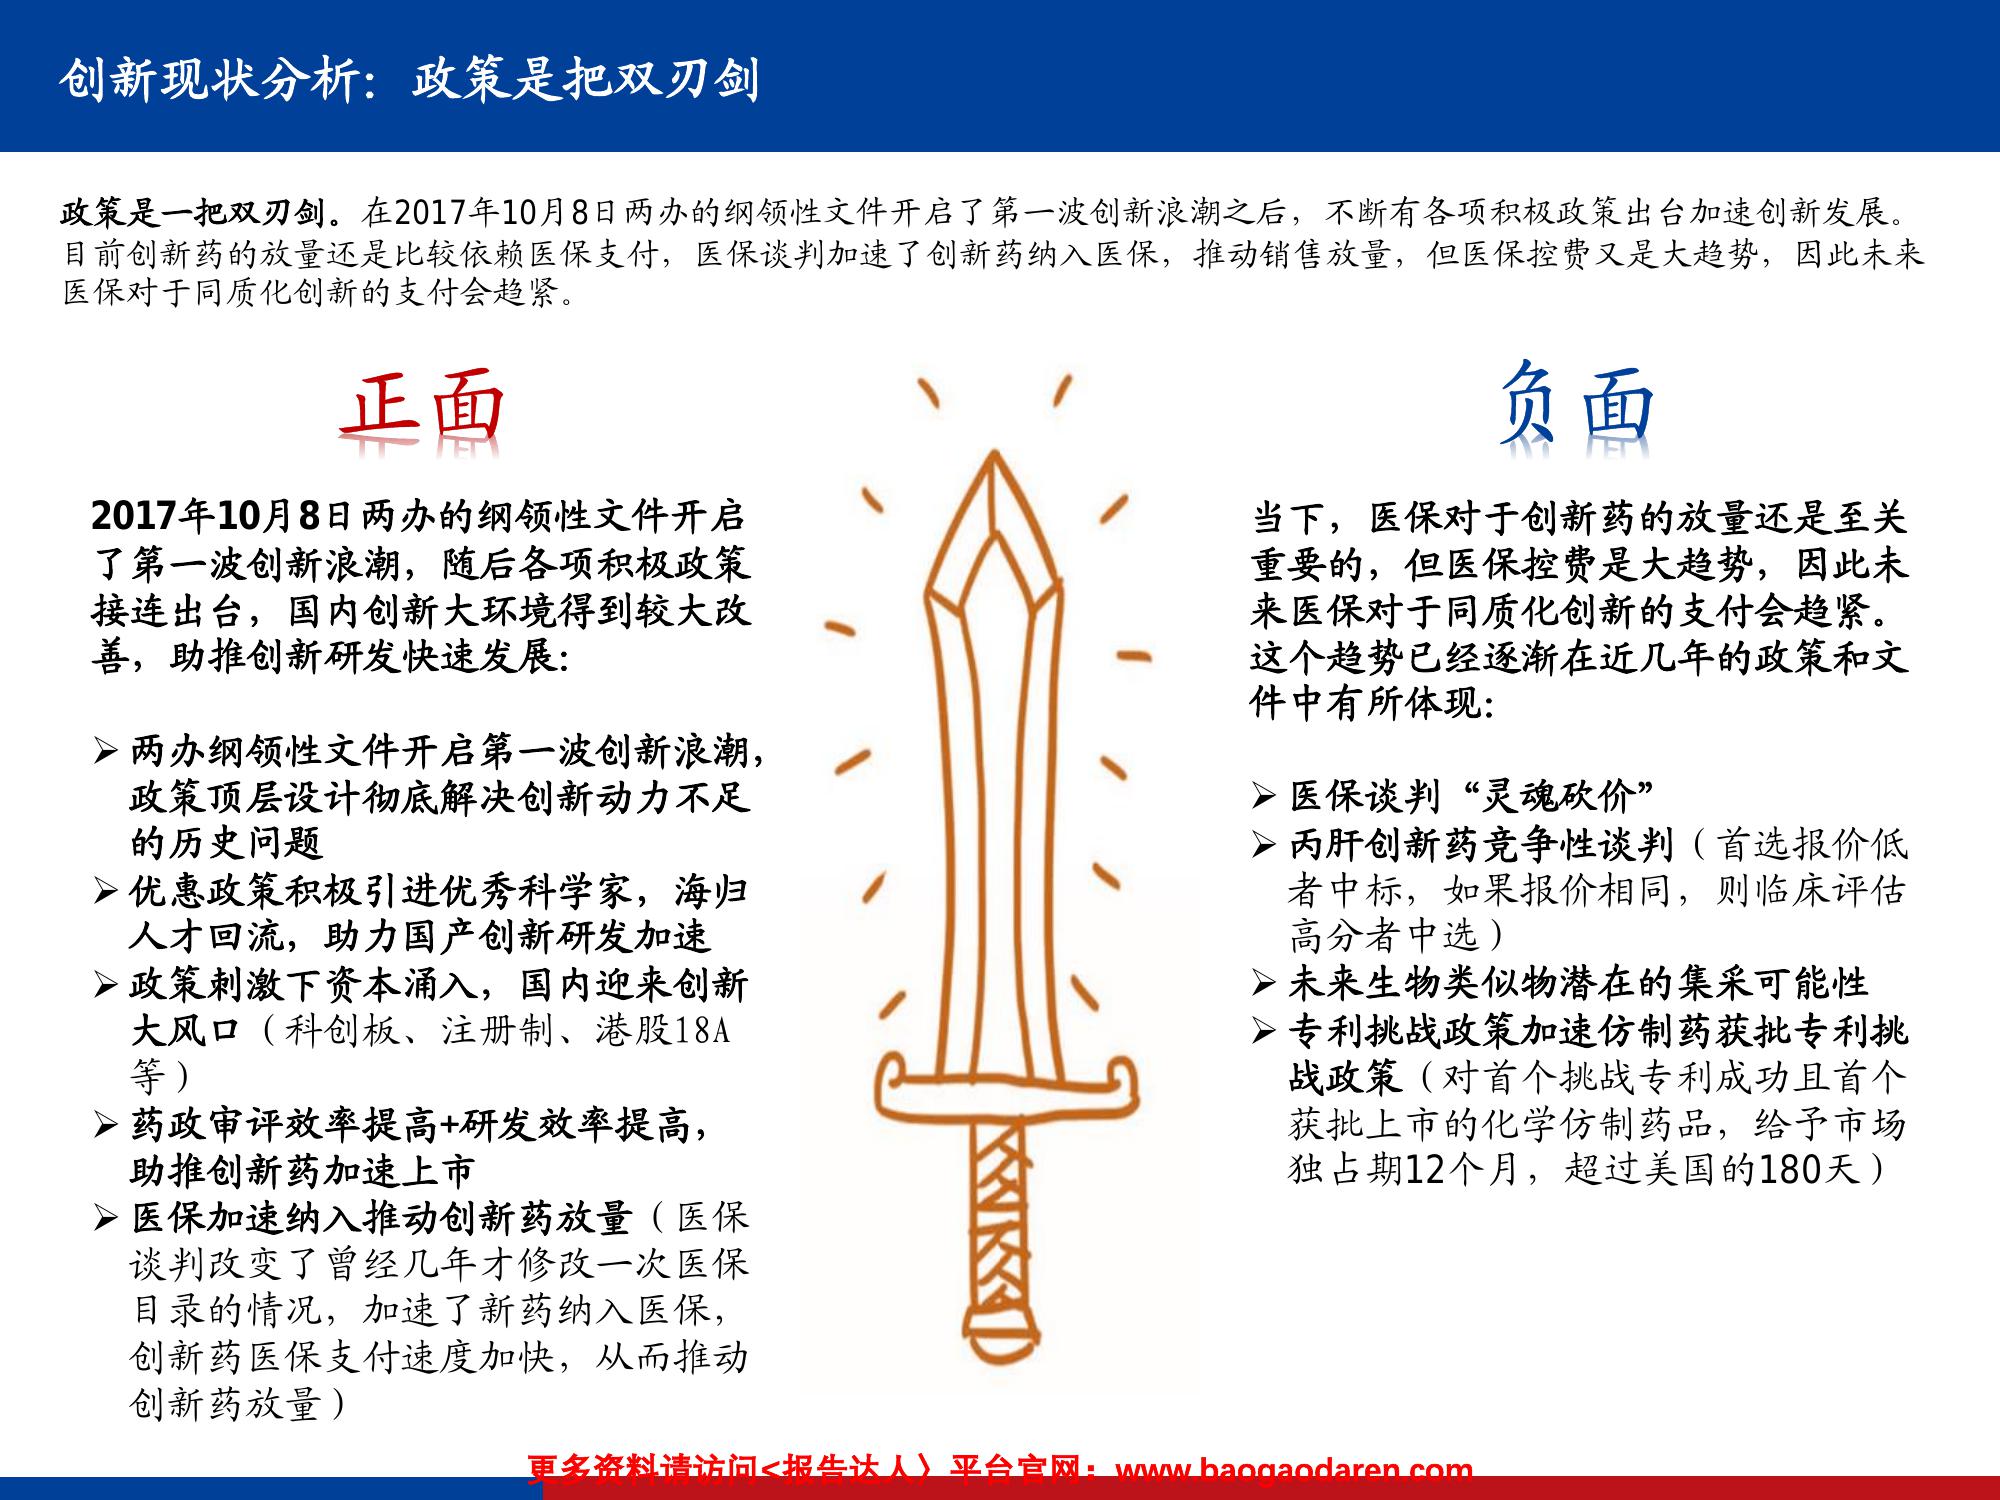 创新现状分析：政策是把双刃剑
政策是一把双刃剑。在2017年10月8日两办的纲领性文件开启了第一波创新浪潮之后，不断有各项积极政策出台加速创新发展。
目前创新药的放量还是比较依赖医保支付，医保谈判加速了创新药纳入医保，推动销售放量，但医保控费又是大趋势，因此未来
医保对于同质化创新的支付会趋紧。
正面
2017年10月8日两办的纲领性文件开启
了第一波创新浪潮，随后各项积极政策
接连出台，国内创新大环境得到较大改
善，助推创新研发快速发展：
➢ 两办纲领性文件开启第一波创新浪潮，
政策顶层设计彻底解决创新动力不足
的历史问题
➢ 优惠政策积极引进优秀科学家，海归
人才回流，助力国产创新研发加速
➢ 政策刺激下资本涌入，国内迎来创新
大风口（科创板、注册制、港股18A
等）
➢ 药政审评效率提高+研发效率提高，
助推创新药加速上市
➢ 医保加速纳入推动创新药放量（医保
谈判改变了曾经几年才修改一次医保
目录的情况，加速了新药纳入医保，
创新药医保支付速度加快，从而推动
创新药放量）
负面
当下，医保对于创新药的放量还是至关
重要的，但医保控费是大趋势，因此未
来医保对于同质化创新的支付会趋紧。
这个趋势已经逐渐在近几年的政策和文
件中有所体现：
➢ 医保谈判“灵魂砍价”
➢ 丙肝创新药竞争性谈判（首选报价低
者中标，如果报价相同，则临床评估
高分者中选）
➢ 未来生物类似物潜在的集采可能性
➢ 专利挑战政策加速仿制药获批专利挑
战政策（对首个挑战专利成功且首个
获批上市的化学仿制药品，给予市场
独占期12个月，超过美国的180天）
更多资料请访问<报告达人〉平台官网：www.baogaodaren.com